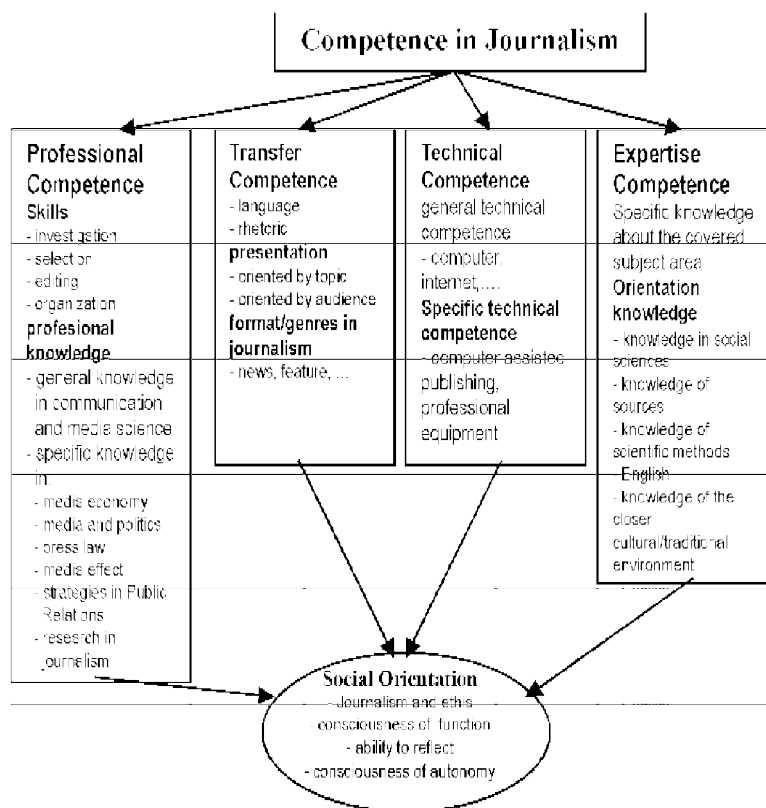 Competence in Journalism
Professional
Competence
Skills
- investigation
- selection
- editing
- organization
profesional
knowledge
- general knowledge
in communication
and media science
- specific knowledge
in
- media economy
- media and politics
- press law
- media effect
- strategies in Public
Relations
- research in
journalism
Transfer
Competence
- language
- rhetoric
presentation
- oriented by topic
- oriented by audience
format/genres in
journalism
- news, feature, ...
Technical
Competence
general technical
competence
- computer,
internet,....
Specific technical
competence
- computer assisted
publishing,
professional
equipment
Expertise
Competence
Specific knowledge
about the covered
subject area
Orientation
knowledge
- knowledge in social
sciences
- knowledge of
sources
- knowledge of
scientific methods
- English
- knowledge of the
closer
cultural/traditional
environment
Social Orientation
- Journalism and ethis
- consciousness of function
- ability to reflect
- consciousness of autonomy